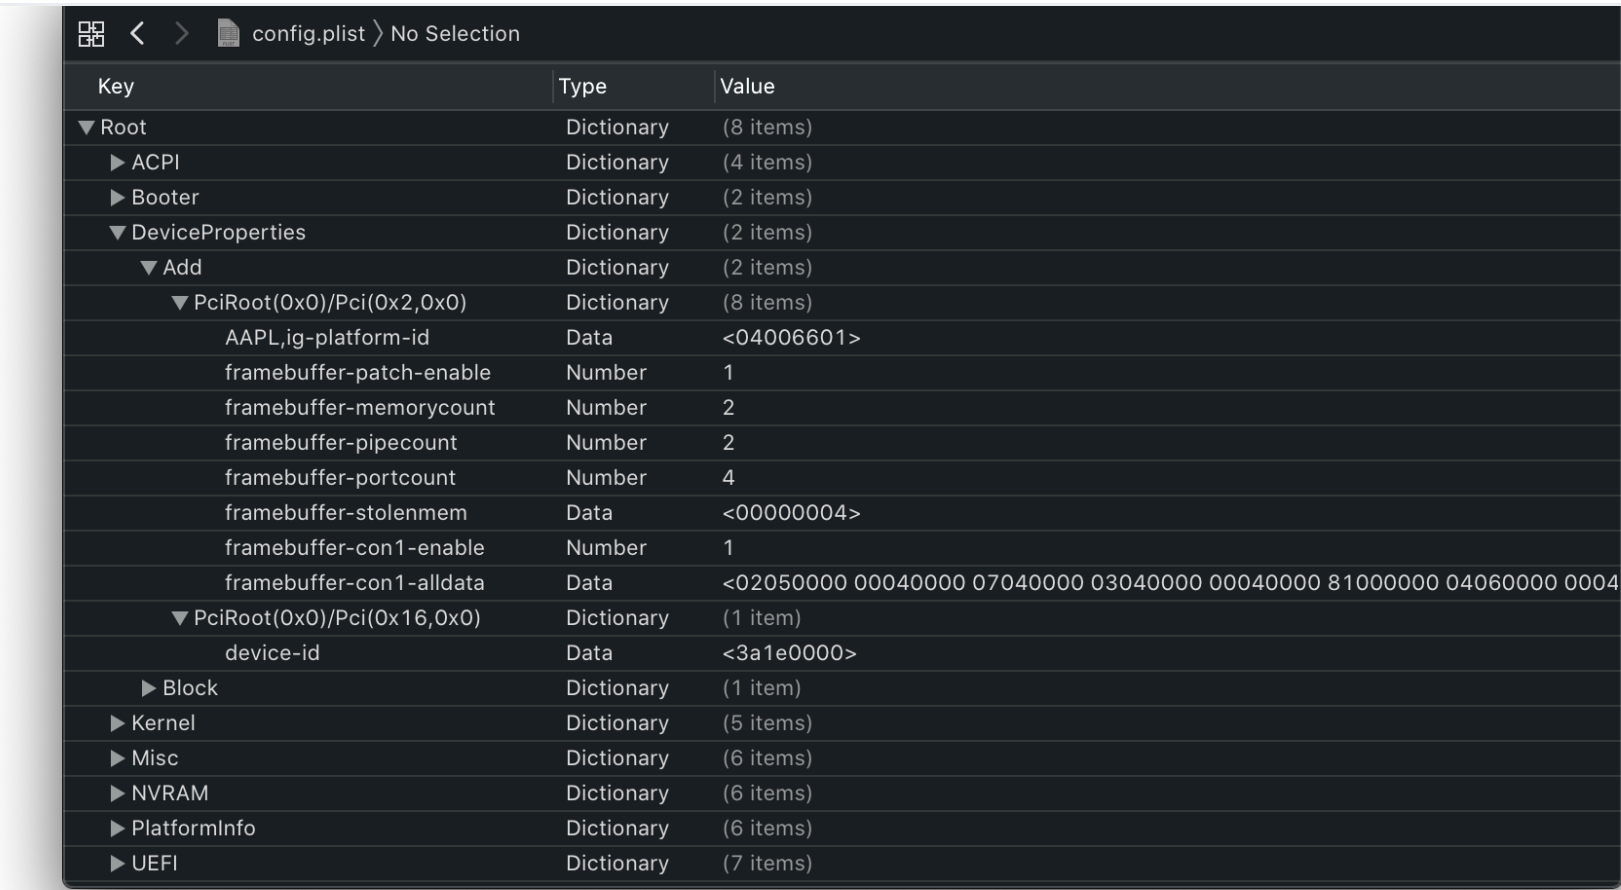 config.plist 〉No Selection
Key Type Value
Root Dictionary (8 items)
ACPI Dictionary (4 items)
Booter Dictionary (2 items)
DeviceProperties Dictionary (2 items)
Add Dictionary (2 items)
PciRoot(0x0)/Pci(0x2,0x0) Dictionary (8 items)
AAPL,ig-platform-id Data <04006601>
framebuffer-patch-enable Number 1
framebuffer-memorycount Number 2
framebuffer-pipecount Number 2
framebuffer-portcount Number 4
framebuffer-stolenmem Data <00000004>
framebuffer-con1-enable Number 1
framebuffer-con1-alldata Data <02050000 00040000 07040000 03040000 00040000 81000000 04060000 0004
PciRoot(0x0)/Pci(0x16,0x0) Dictionary (1 item)
device-id Data <3a1e0000>
Block Dictionary (1 item)
Kernel Dictionary (5 items)
Misc Dictionary (6 items)
NVRAM Dictionary (6 items)
PlatformInfo Dictionary (6 items)
UEFI Dictionary (7 items)